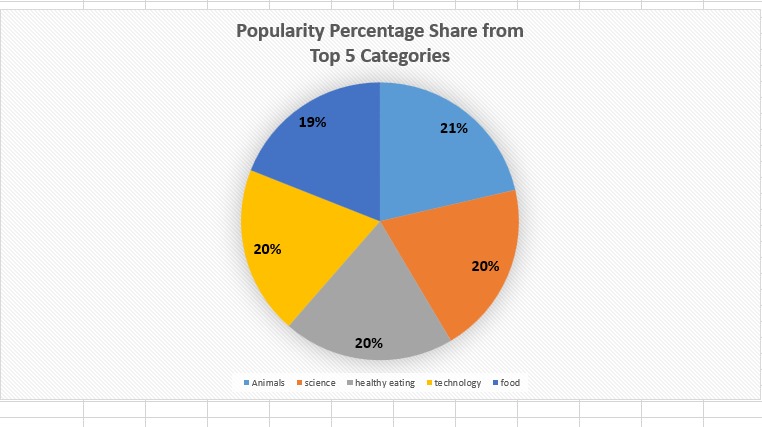 Popularity Percentage Share from
Top 5 Categories
19%
21%
20%
20%
20%
Animals science healthy eating technology food